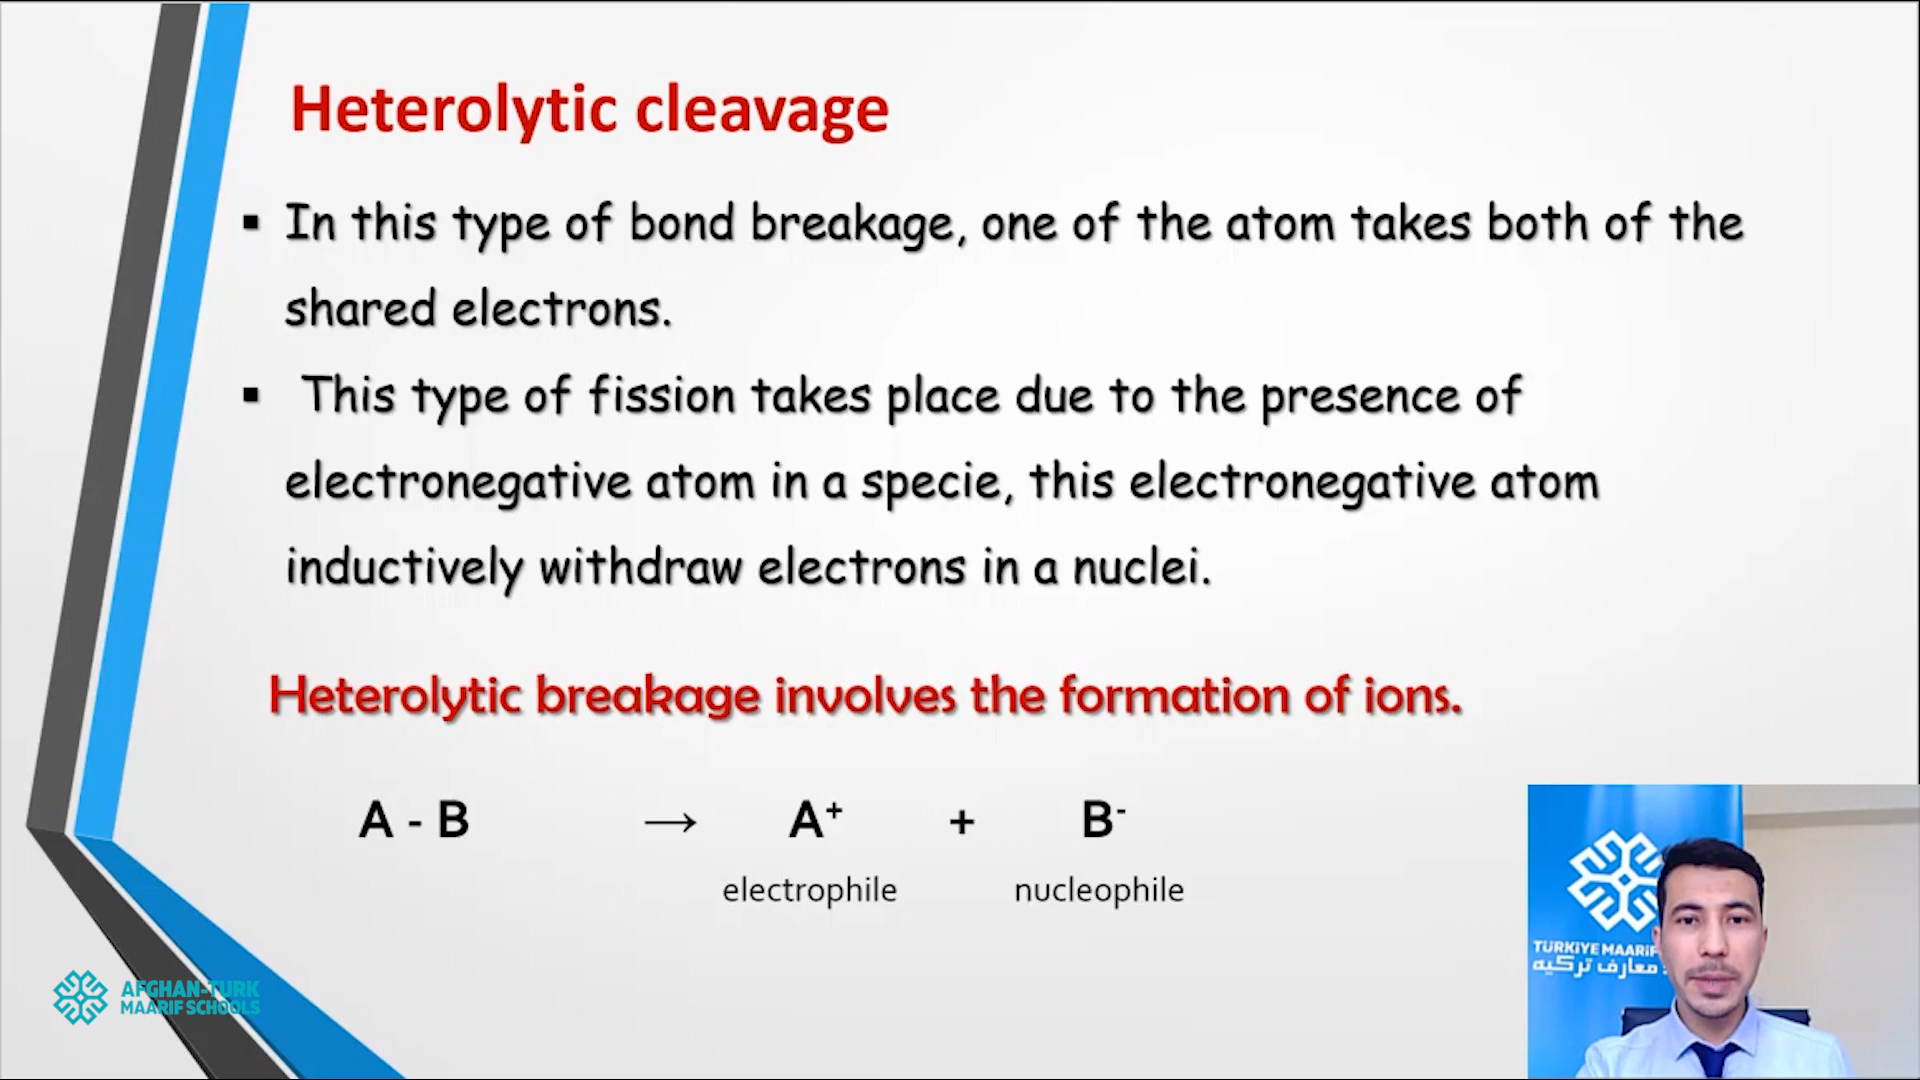 Heterolytic cleavage
▪ In this type of bond breakage, one of the atom takes both of the
shared electrons.
▪ This type of fission takes place due to the presence of
electronegative atom in a specie, this electronegative atom
inductively withdraw electrons in a nuclei.
Heterolytic breakage involves the formation of ions.
A - B → A⁺ + B⁻
electrophile nucleophile
TÜRKİYE MAARİF
معارف تركيه
AFGHAN-TURK
MAARIF SCHOOLS